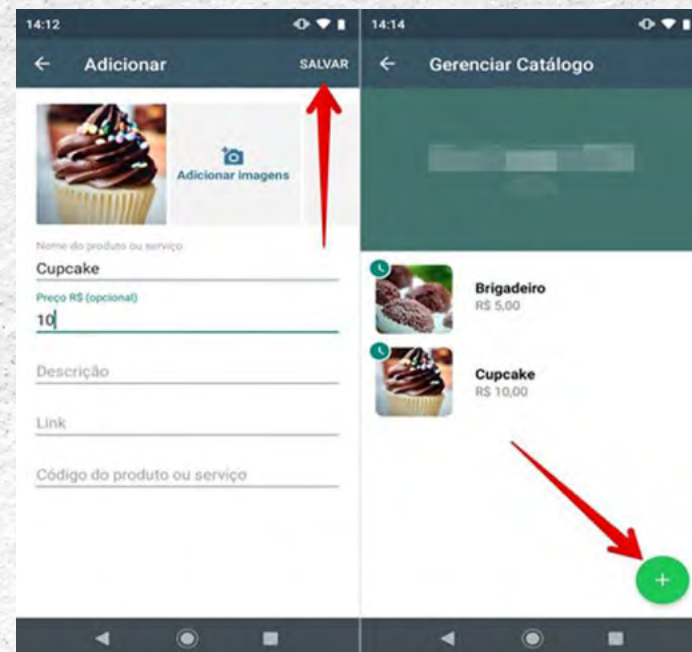 14:12
Adicionar
SALVAR
Adicionar imagens
Nome do produto ou serviço
Cupcake
Preço R$ (opcional)
10
Descrição
Link
Código do produto ou serviço
14:14
Gerenciar Catálogo
Brigadeiro
R$ 5,00
Cupcake
R$ 10,00